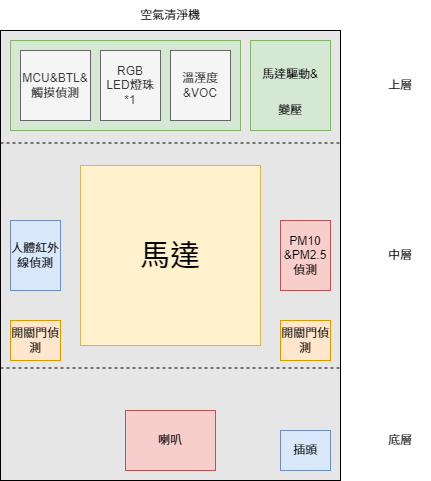 空氣清淨機
MCU&BTL&
觸摸偵測
RGB
LED燈珠
*1
溫溼度
&VOC
馬達驅動&
變壓
上層
馬達
人體紅外
線偵測
PM10
&PM2.5
偵測
中層
開關門偵
測
開關門偵
測
喇叭
插頭
底層